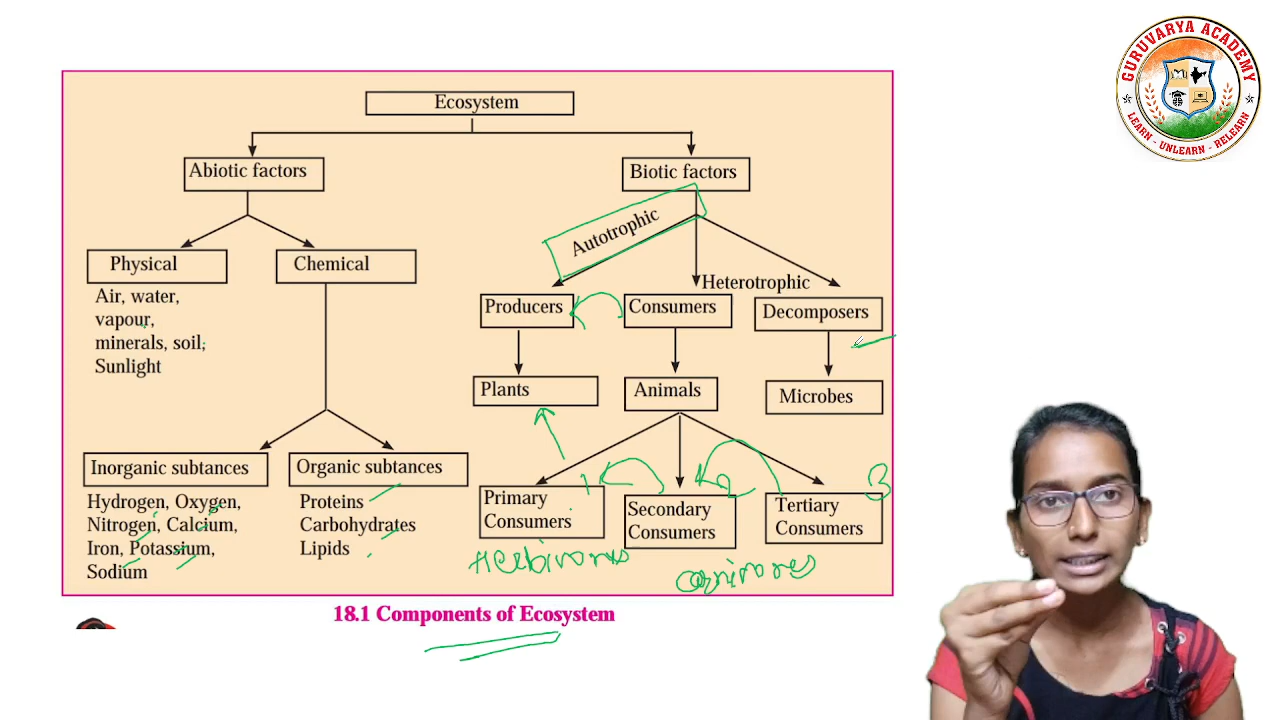 GURUVARYA ACADEMY
LEARN - UNLEARN - RELEARN
Ecosystem
Abiotic factors
Biotic factors
Autotrophic
Physical
Chemical
Heterotrophic
Air, water,
vapour,
minerals, soil,
Sunlight
Producers
Consumers
Decomposers
Plants
Animals
Microbes
Inorganic subtances
Organic subtances
Hydrogen, Oxygen,
Nitrogen, Calcium,
Iron, Potassium,
Sodium
Proteins
Carbohydrates
Lipids
1
2
3
Primary
Consumers
Secondary
Consumers
Tertiary
Consumers
Herbivores
carnivores
18.1 Components of Ecosystem